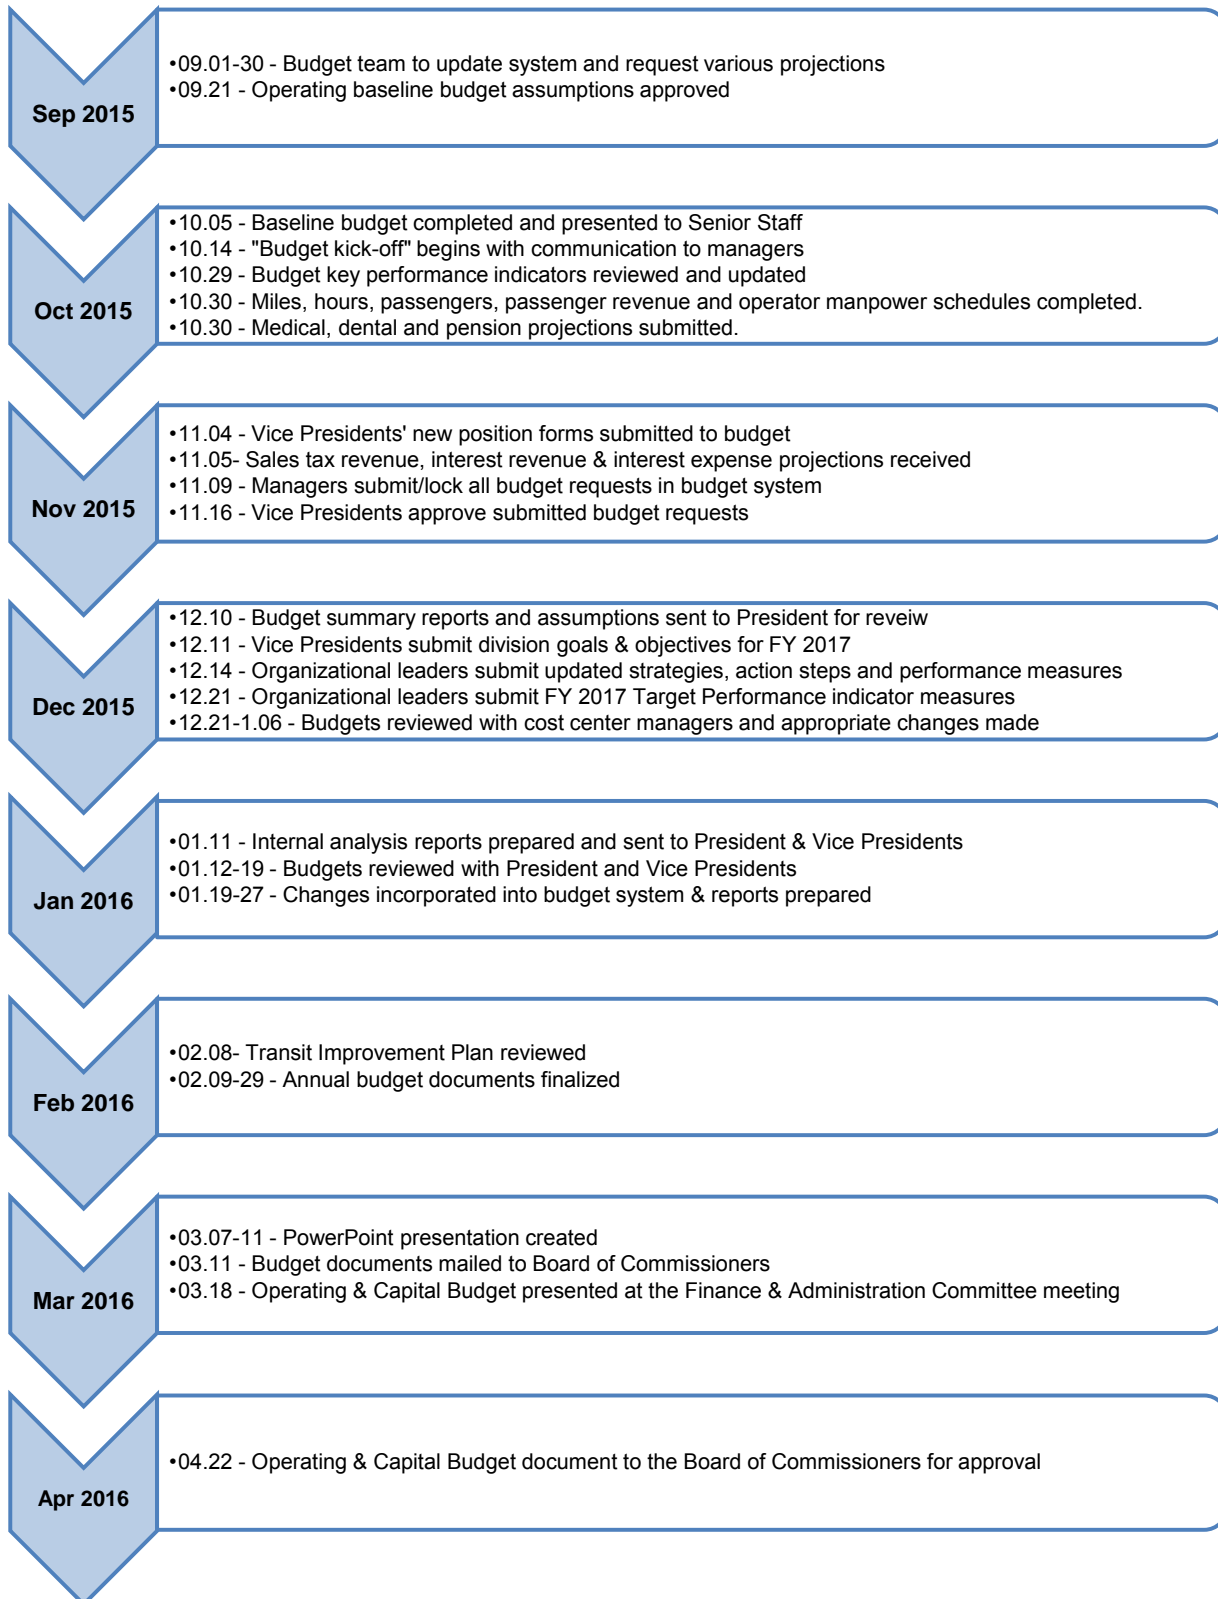 Sep 2015
•09.01-30 - Budget team to update system and request various projections
•09.21 - Operating baseline budget assumptions approved
Oct 2015
•10.05 - Baseline budget completed and presented to Senior Staff
•10.14 - "Budget kick-off" begins with communication to managers
•10.29 - Budget key performance indicators reviewed and updated
•10.30 - Miles, hours, passengers, passenger revenue and operator manpower schedules completed.
•10.30 - Medical, dental and pension projections submitted.
Nov 2015
•11.04 - Vice Presidents' new position forms submitted to budget
•11.05- Sales tax revenue, interest revenue & interest expense projections received
•11.09 - Managers submit/lock all budget requests in budget system
•11.16 - Vice Presidents approve submitted budget requests
Dec 2015
•12.10 - Budget summary reports and assumptions sent to President for reveiw
•12.11 - Vice Presidents submit division goals & objectives for FY 2017
•12.14 - Organizational leaders submit updated strategies, action steps and performance measures
•12.21 - Organizational leaders submit FY 2017 Target Performance indicator measures
•12.21-1.06 - Budgets reviewed with cost center managers and appropriate changes made
Jan 2016
•01.11 - Internal analysis reports prepared and sent to President & Vice Presidents
•01.12-19 - Budgets reviewed with President and Vice Presidents
•01.19-27 - Changes incorporated into budget system & reports prepared
Feb 2016
•02.08- Transit Improvement Plan reviewed
•02.09-29 - Annual budget documents finalized
Mar 2016
•03.07-11 - PowerPoint presentation created
•03.11 - Budget documents mailed to Board of Commissioners
•03.18 - Operating & Capital Budget presented at the Finance & Administration Committee meeting
Apr 2016
•04.22 - Operating & Capital Budget document to the Board of Commissioners for approval